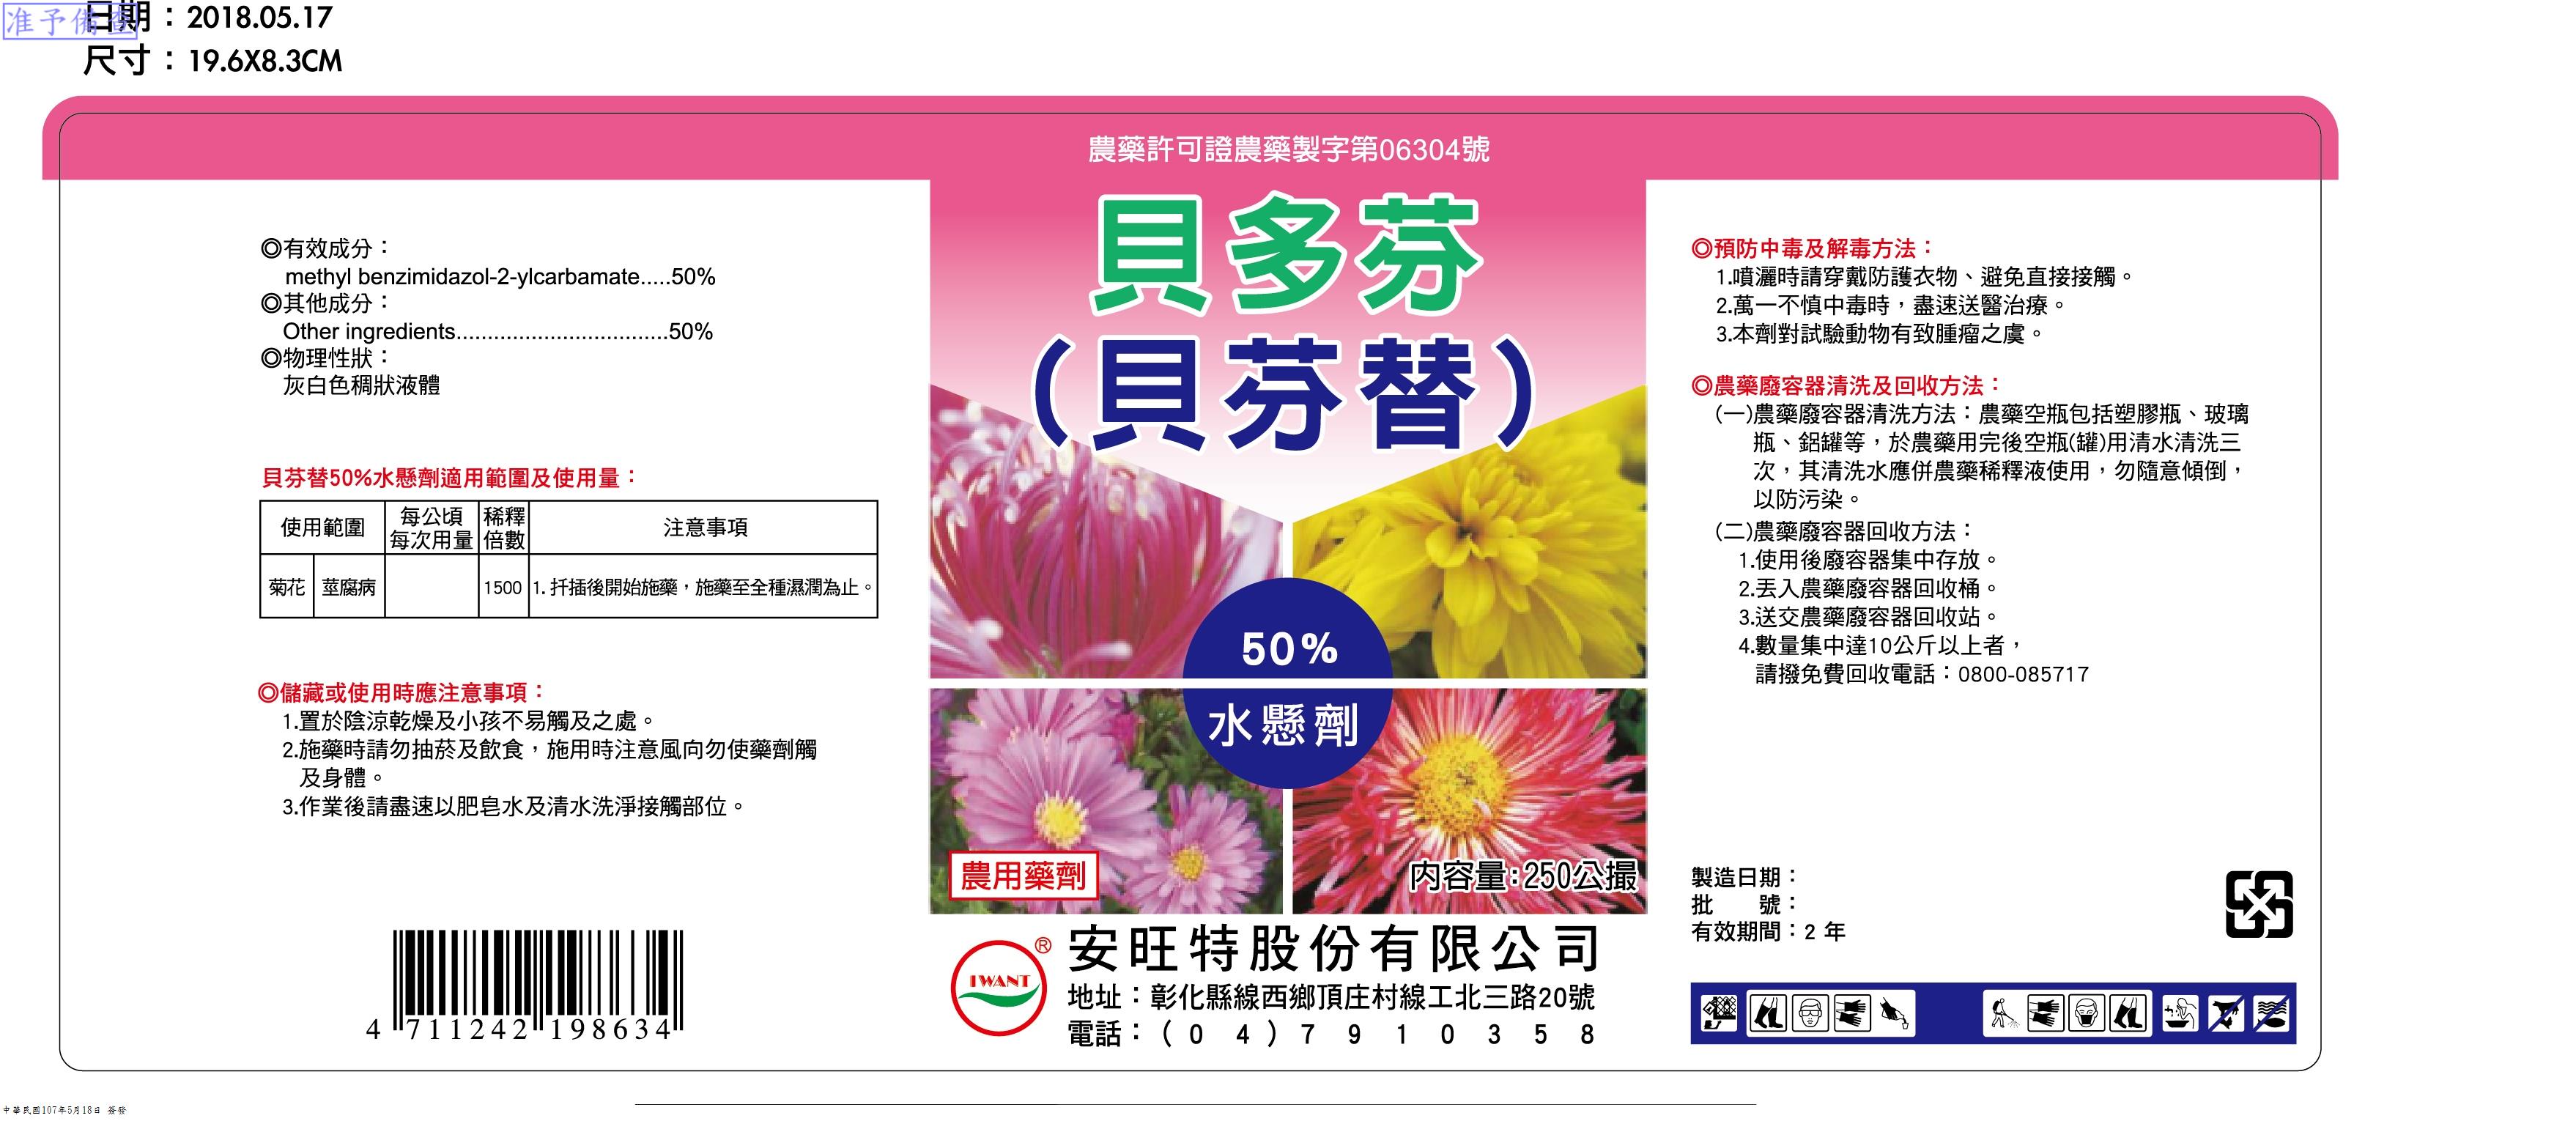 准予備查
日期：2018.05.17
尺寸：19.6X8.3CM
農藥許可證農藥製字第06304號
貝多芬
（貝芬替）
50%
水懸劑
農用藥劑
內容量:250公撮
IWANT
®
安旺特股份有限公司
地址：彰化縣線西鄉頂庄村線工北三路20號
電話：(04)7910358
◎有效成分：
methyl benzimidazol-2-ylcarbamate.....50%
◎其他成分：
Other ingredients..................................50%
◎物理性狀：
灰白色稠狀液體
貝芬替50%水懸劑適用範圍及使用量：
使用範圍 每公頃每次用量 稀釋倍數 注意事項
菊花 莖腐病 1500 1. 扦插後開始施藥，施藥至全種濕潤為止。
◎儲藏或使用時應注意事項：
1.置於陰涼乾燥及小孩不易觸及之處。
2.施藥時請勿抽菸及飲食，施用時注意風向勿使藥劑觸
及身體。
3.作業後請盡速以肥皂水及清水洗淨接觸部位。
4 711242 198634
◎預防中毒及解毒方法：
1.噴灑時請穿戴防護衣物、避免直接接觸。
2.萬一不慎中毒時，盡速送醫治療。
3.本劑對試驗動物有致腫瘤之虞。
◎農藥廢容器清洗及回收方法：
(一)農藥廢容器清洗方法：農藥空瓶包括塑膠瓶、玻璃
瓶、鋁罐等，於農藥用完後空瓶(罐)用清水清洗三
次，其清洗水應併農藥稀釋液使用，勿隨意傾倒，
以防污染。
(二)農藥廢容器回收方法：
1.使用後廢容器集中存放。
2.丟入農藥廢容器回收桶。
3.送交農藥廢容器回收站。
4.數量集中達10公斤以上者，
請撥免費回收電話：0800-085717
製造日期：
批　　號：
有效期間：2 年
中華民國107年5月18日 簽發